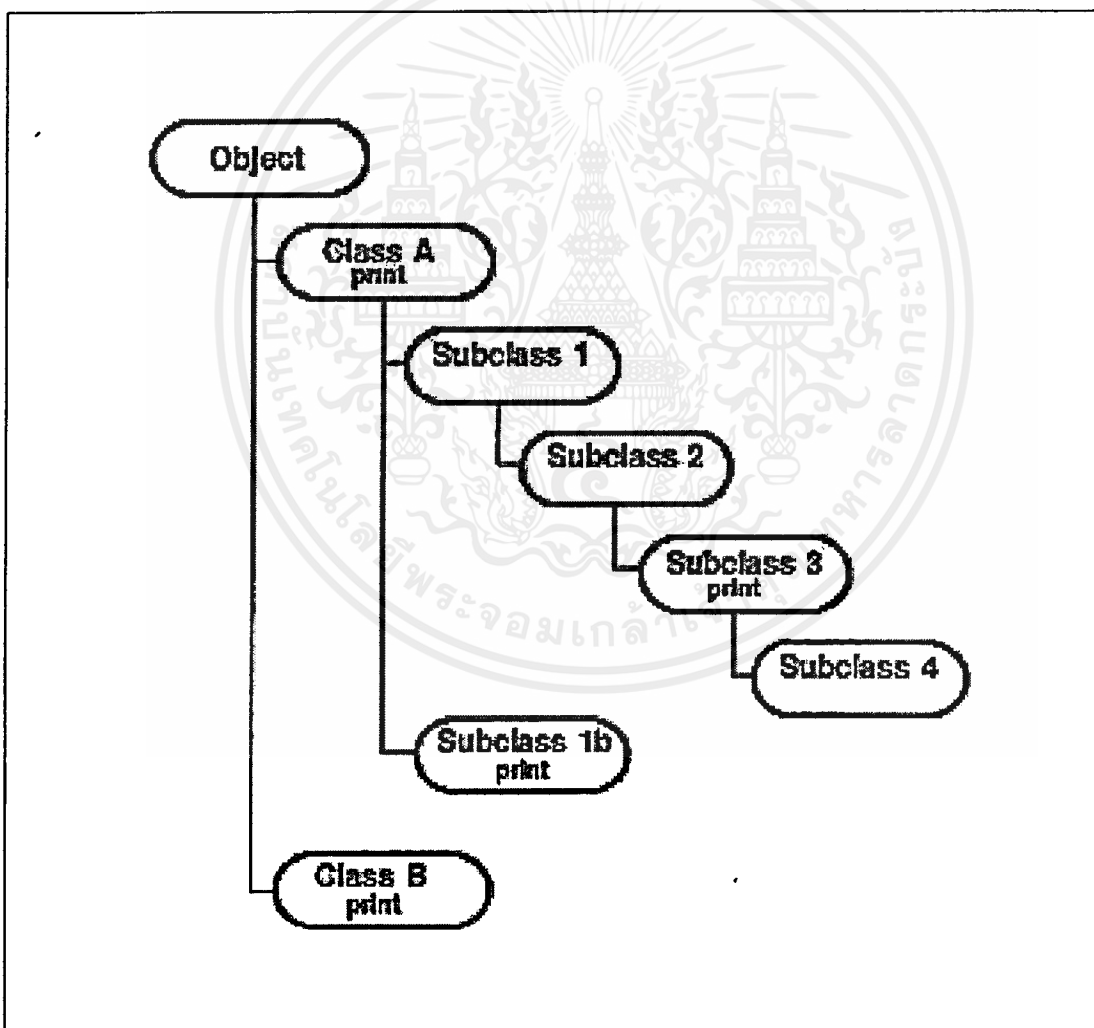 Object
Class A
print
Subclass 1
Subclass 2
Subclass 3
print
Subclass 4
Subclass 1b
print
Class B
print